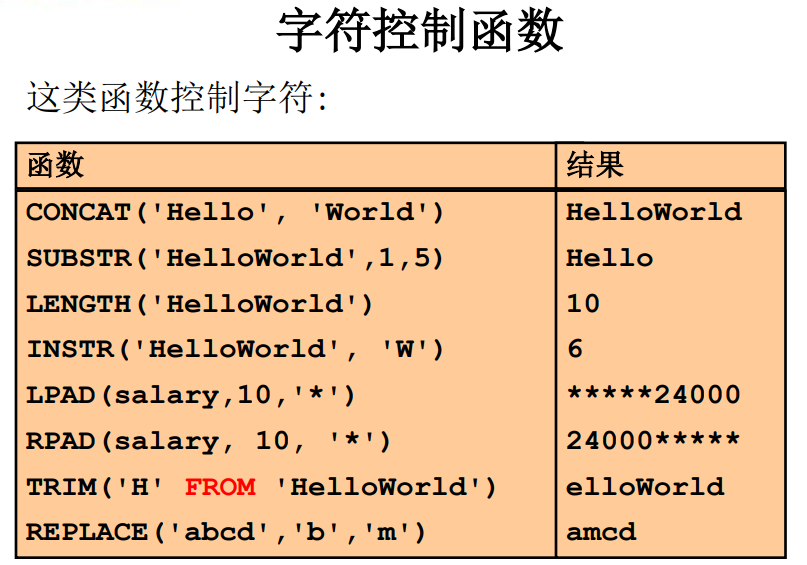 字符控制函数
这类函数控制字符:
函数 结果
CONCAT('Hello', 'World') HelloWorld
SUBSTR('HelloWorld',1,5) Hello
LENGTH('HelloWorld') 10
INSTR('HelloWorld', 'W') 6
LPAD(salary,10,'*') *****24000
RPAD(salary, 10, '*') 24000*****
TRIM('H' FROM 'HelloWorld') elloWorld
REPLACE('abcd','b','m') amcd